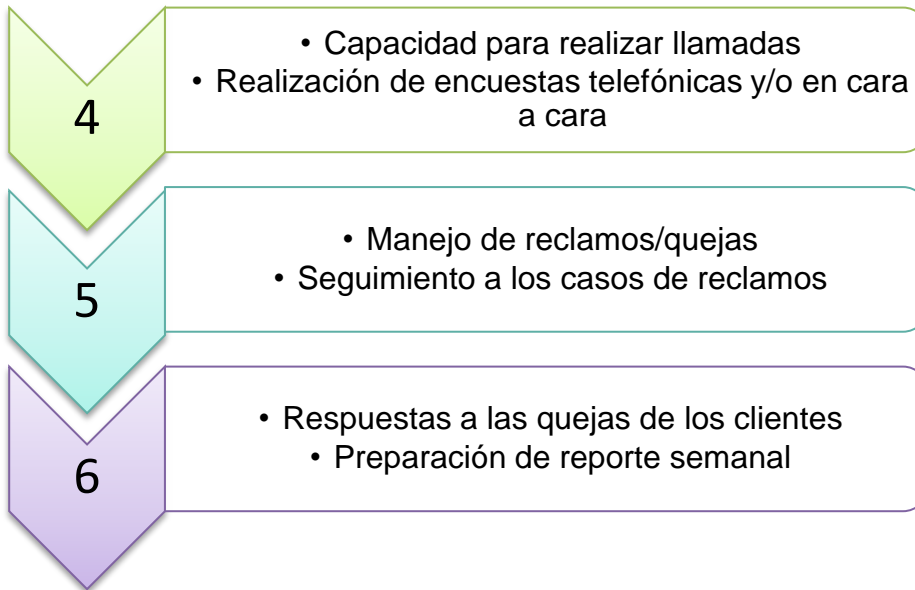 4
• Capacidad para realizar llamadas
• Realización de encuestas telefónicas y/o en cara
a cara
5
• Manejo de reclamos/quejas
• Seguimiento a los casos de reclamos
6
• Respuestas a las quejas de los clientes
• Preparación de reporte semanal